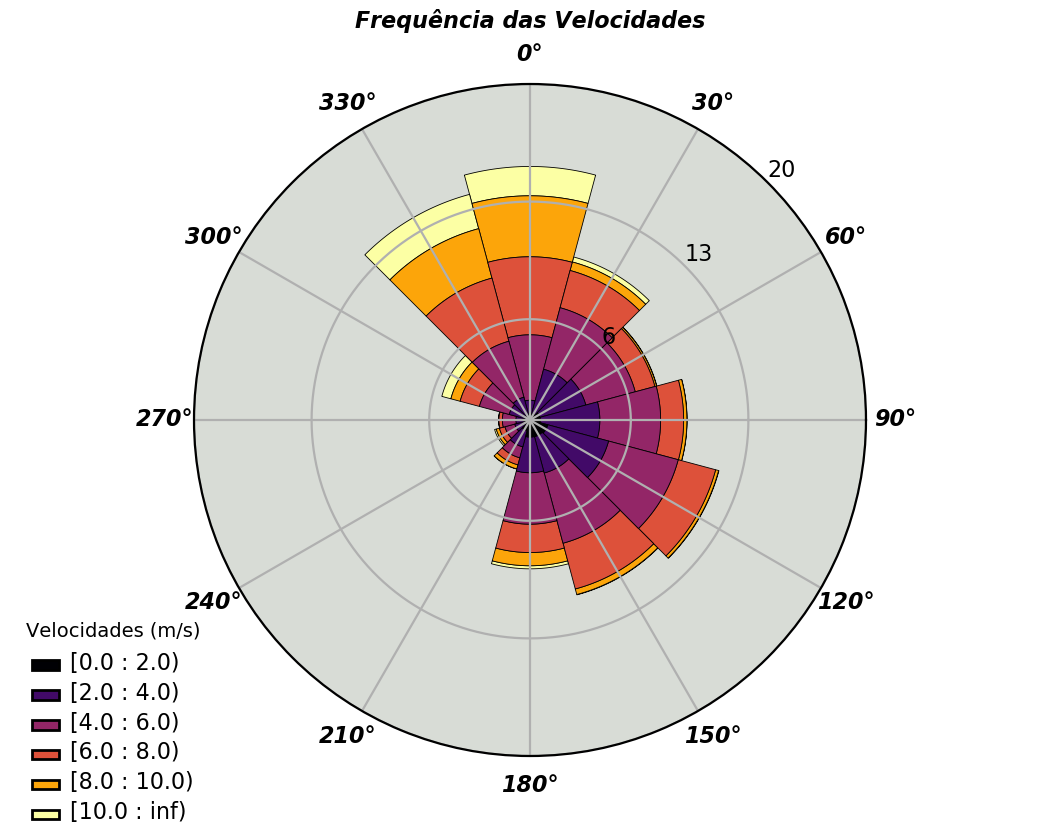 Frequência das Velocidades
0°
330°
30°
20
300°
60°
13
6
270°
90°
240°
120°
210°
150°
180°
Velocidades (m/s)
[0.0 : 2.0)
[2.0 : 4.0)
[4.0 : 6.0)
[6.0 : 8.0)
[8.0 : 10.0)
[10.0 : inf)